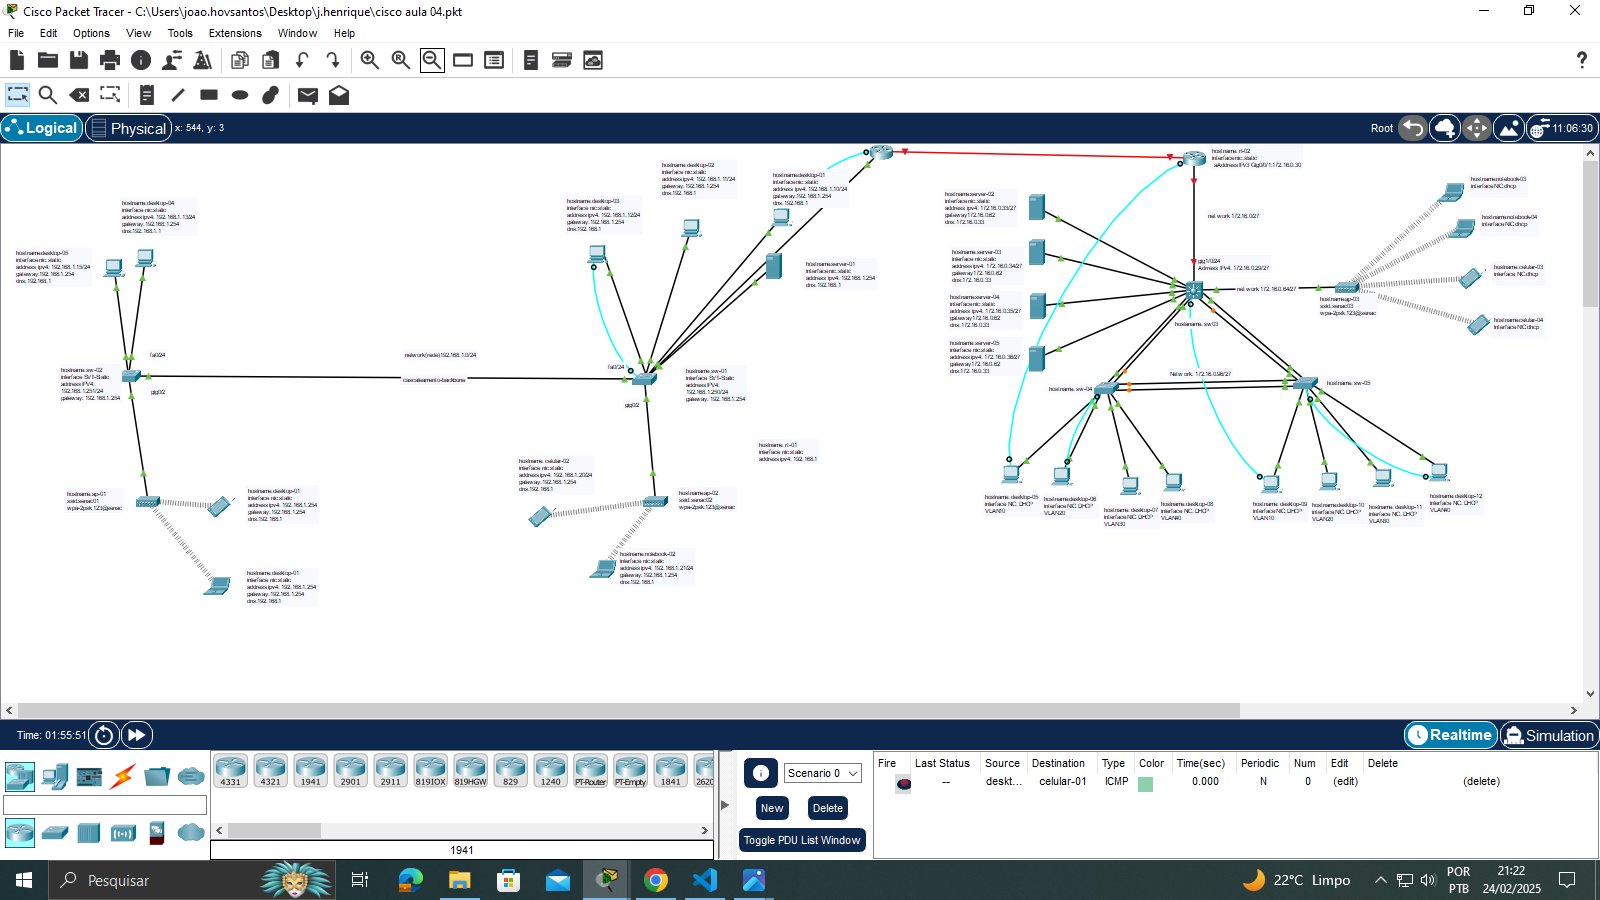 Cisco Packet Tracer - C:\Users\joao.hovsantos\Desktop\j.henrique\cisco aula 04.pkt
File Edit Options View Tools Extensions Window Help
Logical
Physical
x: 544, y: 3
Root
11:06:30
hostname.desktop-04
interface nic:static
address ipv4. 192.168.1.13/24
gateway. 192.168.1.254
dns:192.168.1.1
hostname:desktop-05
interface nic:static
address ipv4. 192.168.1.15/24
gateway.192.168.1.254
dns: 192.168.1
fa0/24
hostname:sw-02
interface SVI-Static
address IPV4.
192.168.1.251/24
gateway. 192.168.1.254
gig0/2
hostname:ap-01
ssid:senac01
wpa-2psk.123@senac
hostname.desktop-01
interface nic:static
address ipv4. 192.168.1.254
gateway. 192.168.1.254
dns.192.168.1
hostname.desktop-01
interface nic:static
address ipv4. 192.168.1.254
gateway. 192.168.1.254
dns:192.168.1
network(rede)192.168.1.0/24
cascateamento-backbone
hostname:desktop-02
interface nic:static
address ipv4. 192.168.1.11/24
gateway. 192.168.1.254
dns:192.168.1
hostname:desktop-03
interface nic:static
address ipv4. 192.168.1.12/24
gateway. 192.168.1.254
dns:192.168.1
hostname:desktop-01
interface nic:static
address ipv4. 192.168.1.10/24
gateway. 192.168.1.254
dns:192.168.1
hostname:server-01
interface nic:static
address ipv4. 192.168.1.254
dns:192.168.1
fa0/24
hostname:sw-01
interface SVI-Static
address IPV4.
192.168.1.250/24
gateway. 192.168.1.254
gig0/2
hostname. rt-01
interface nic:static
address ipv4. 192.168.1
hostname. celular-02
interface nic:static
address ipv4. 192.168.1.20/24
gateway. 192.168.1.254
dns:192.168.1
hostname:ap-02
ssid:senac02
wpa-2psk.123@senac
hostname.notebook-02
interface nic:static
address ipv4. 192.168.1.21/24
gateway. 192.168.1.254
dns:192.168.1
hostname: rt-02
interface nic:static
eAddress IPv3 Gig0/0/1:172.16.0.30
hostname:server-02
interface nic:static
address ipv4. 172.16.0.33/27
gateway172.16.0.62
dns:172.16.0.33
hostname:server-03
interface nic:static
address ipv4. 172.16.0.34/27
gateway172.16.0.62
dns.172.16.0.33
hostname:server-04
interface nic:static
address ipv4. 172.16.0.35/27
gateway172.16.0.62
dns. 172.16.0.33
hostname:server-05
interface nic:static
address ipv4. 172.16.0.36/27
gateway172.16.0.62
dns:172.16.0.33
net work 172.16.0/27
gig1/0/24
Adress IPV4. 172.16.0.29/27
net work 172.16.0.64/27
hostaname. sw03
hostname:ap-03
ssid:senac03
wpa-2psk.123@senac
hostname:notebook-03
interface NIC:dhcp
hostname:notebook-04
interface NIC:dhcp
hostname:celular-03
interface NIC:dhcp
hostname:celular-04
interface NIC:dhcp
Net work: 172.16.0.96/27
hostname: sw-04
hostname: sw-05
hostname:desktop-05
interface NIC. DHCP
VLAN10
hostname:desktop-06
interface NIC. DHCP
VLAN20
hostname:desktop-07
interface NIC: DHCP
VLAN30
hostname:desktop-08
interface NIC. DHCP
VLAN40
hostname:desktop-09
interface NIC: DHCP
VLAN10
hostname:desktop-10
interface NIC. DHCP
VLAN20
hostname: desktop-11
interface NIC: DHCP
VLAN30
hostname:desktop-12
interface NIC: DHCP
VLAN40
Time: 01:55:51
Realtime
Simulation
4331 4321 1941 2901 2911 819IOX 819HGW 829 1240 PT-Router PT-Empty 1841 2620
1941
Scenario 0
New
Delete
Toggle PDU List Window
Fire Last Status Source Destination Type Color Time(sec) Periodic Num Edit Delete
-- deskt... celular-01 ICMP 0.000 N 0 (edit) (delete)
Pesquisar
22°C Limpo
POR
PTB
21:22
24/02/2025